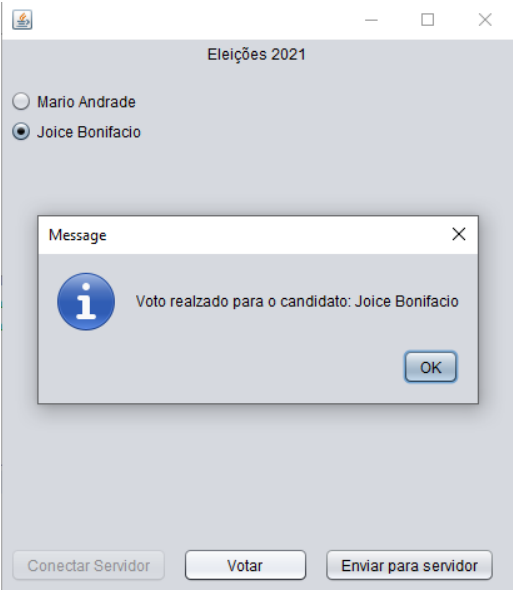 Eleições 2021
Mario Andrade
Joice Bonifacio
Message
Voto realzado para o candidato: Joice Bonifacio
OK
Conectar Servidor
Votar
Enviar para servidor